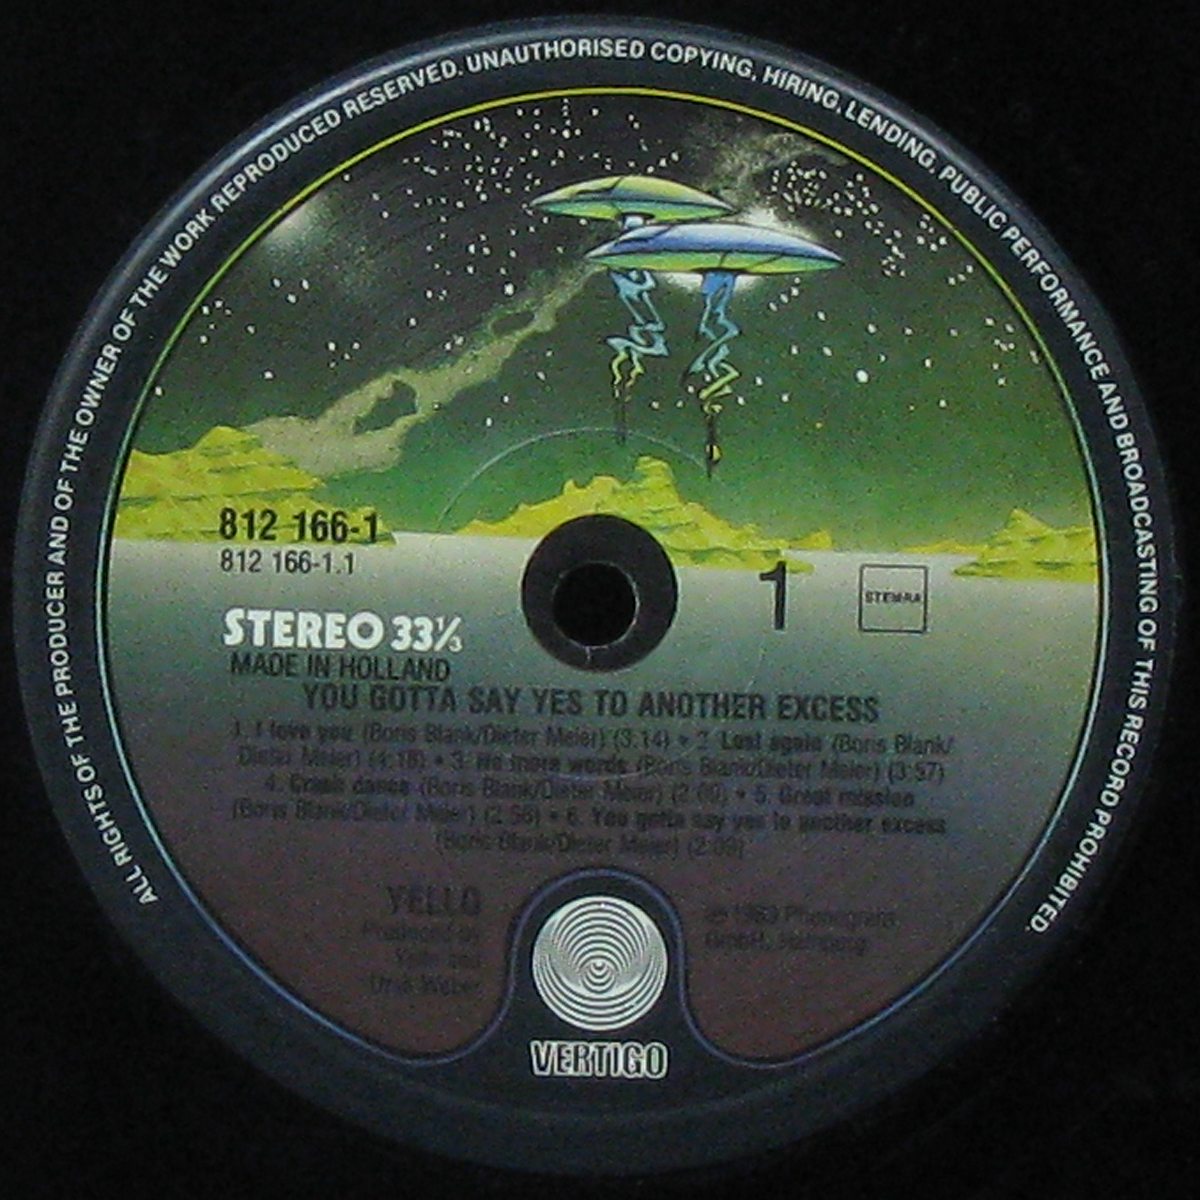 ALL RIGHTS OF THE PRODUCER AND OF THE OWNER OF THE WORK REPRODUCED RESERVED. UNAUTHORISED COPYING, HIRING, LENDING, PUBLIC PERFORMANCE AND BROADCASTING OF THIS RECORD PROHIBITED.
812 166-1
812 166-1.1
1
STEMRA
STEREO 33⅓
MADE IN HOLLAND
YOU GOTTA SAY YES TO ANOTHER EXCESS
1. I love you (Boris Blank/Dieter Meier) (3:14) • 2. Lost again (Boris Blank/
Dieter Meier) (4:18) • 3. No more words (Boris Blank/Dieter Meier) (3:57)
4. Crash dance (Boris Blank/Dieter Meier) • 5. Great mission
(Boris Blank/Dieter Meier) (2:56) • 6. You gotta say yes to another excess
(Boris Blank/Dieter Meier)
YELLO
Produced by
Yello and
Ursli Weber
1983 Phonogram
GmbH, Hamburg
VERTIGO